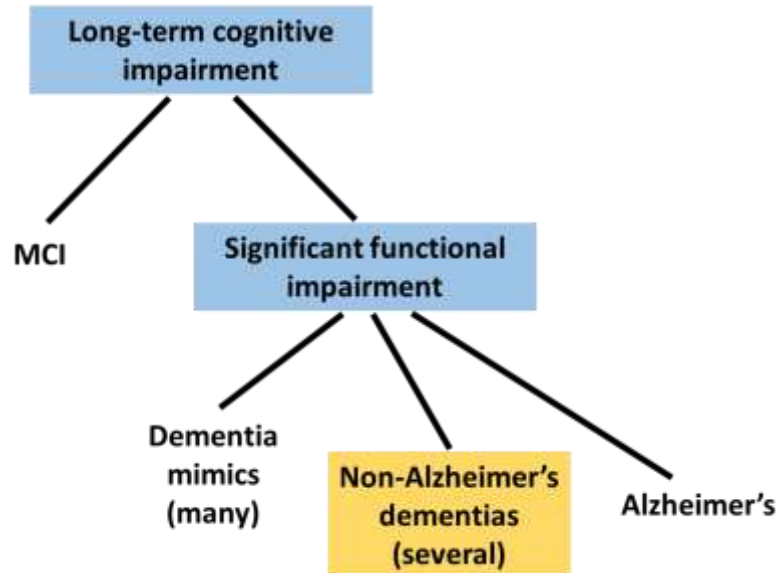 Long-term cognitive
impairment
MCI
Significant functional
impairment
Dementia
mimics
(many)
Non-Alzheimer's
dementias
(several)
Alzheimer's